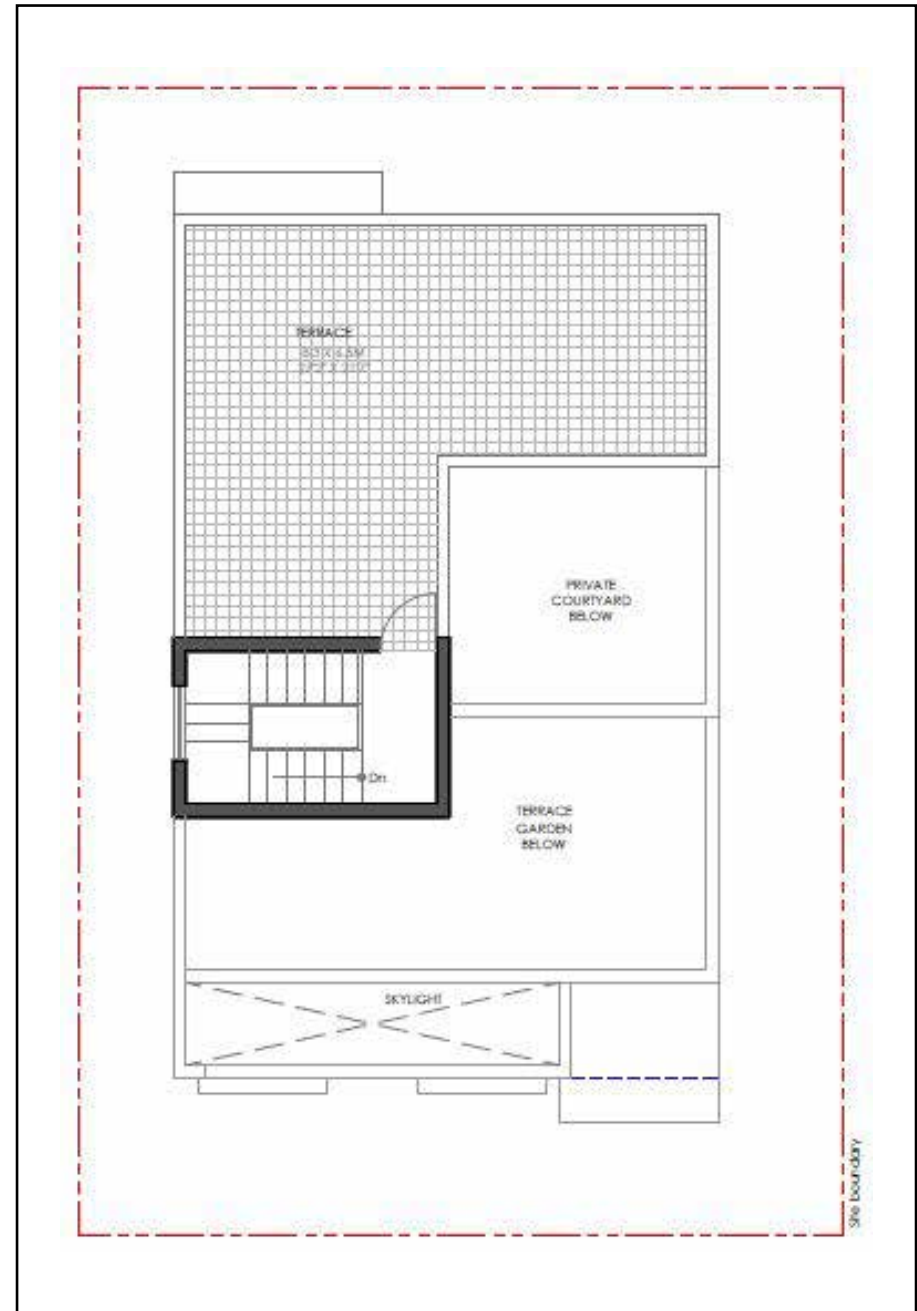 TERRACE
PRIVATE
COURTYARD
BELOW
Dn
TERRACE
GARDEN
BELOW
SKYLIGHT
Site boundary